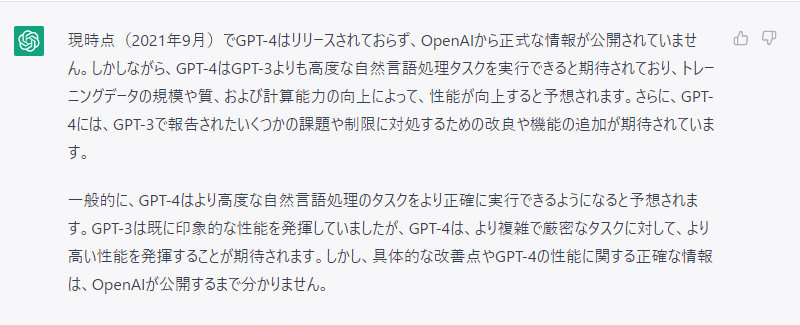 現時点（2021年9月）でGPT-4はリリースされておらず、OpenAIから正式な情報が公開されていませ
ん。しかしながら、GPT-4はGPT-3よりも高度な自然言語処理タスクを実行できると期待されており、トレー
ニングデータの規模や質、および計算能力の向上によって、性能が向上すると予想されます。さらに、GPT-
4には、GPT-3で報告されたいくつかの課題や制限に対処するための改良や機能の追加が期待されていま
す。
一般的に、GPT-4はより高度な自然言語処理のタスクをより正確に実行できるようになると予想されま
す。GPT-3は既に印象的な性能を発揮していましたが、GPT-4は、より複雑で厳密なタスクに対して、より
高い性能を発揮することが期待されます。しかし、具体的な改善点やGPT-4の性能に関する正確な情報
は、OpenAIが公開するまで分かりません。